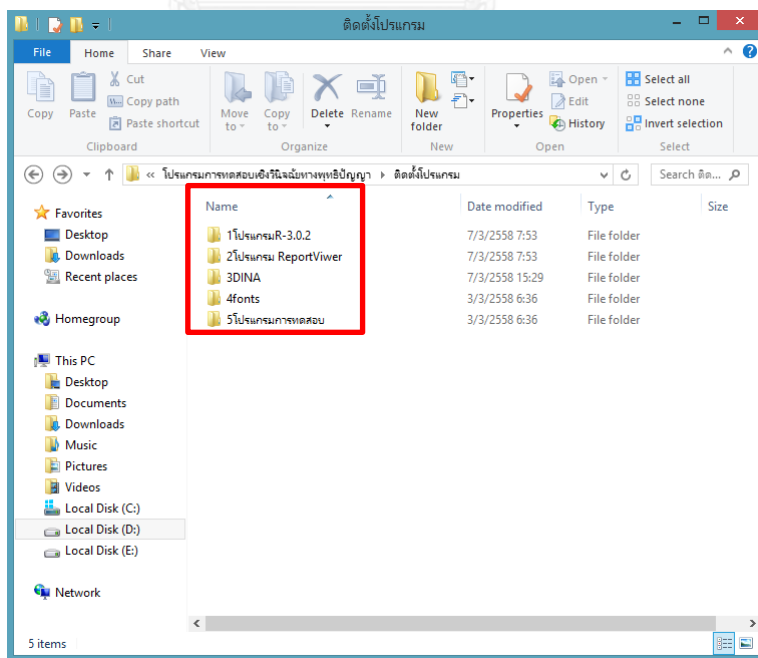 ติดตั้งโปรแกรม
File Home Share View
Copy
Paste
Cut
Copy path
Paste shortcut
Clipboard
Move to
Copy to
Delete
Rename
Organize
New folder
New
Properties
Open
Edit
History
Open
Select all
Select none
Invert selection
Select
« โปรแกรมการทดสอบเชิงวินิจฉัยทางพุทธิปัญญา ▸ ติดตั้งโปรแกรม
Search ติด...
Favorites
Desktop
Downloads
Recent places
Homegroup
This PC
Desktop
Documents
Downloads
Music
Pictures
Videos
Local Disk (C:)
Local Disk (D:)
Local Disk (E:)
Network
Name Date modified Type Size
1โปรแกรมR-3.0.2 7/3/2558 7:53 File folder
2โปรแกรม ReportViwer 7/3/2558 7:53 File folder
3DINA 7/3/2558 15:29 File folder
4fonts 3/3/2558 6:36 File folder
5โปรแกรมการทดสอบ 3/3/2558 6:36 File folder
5 items